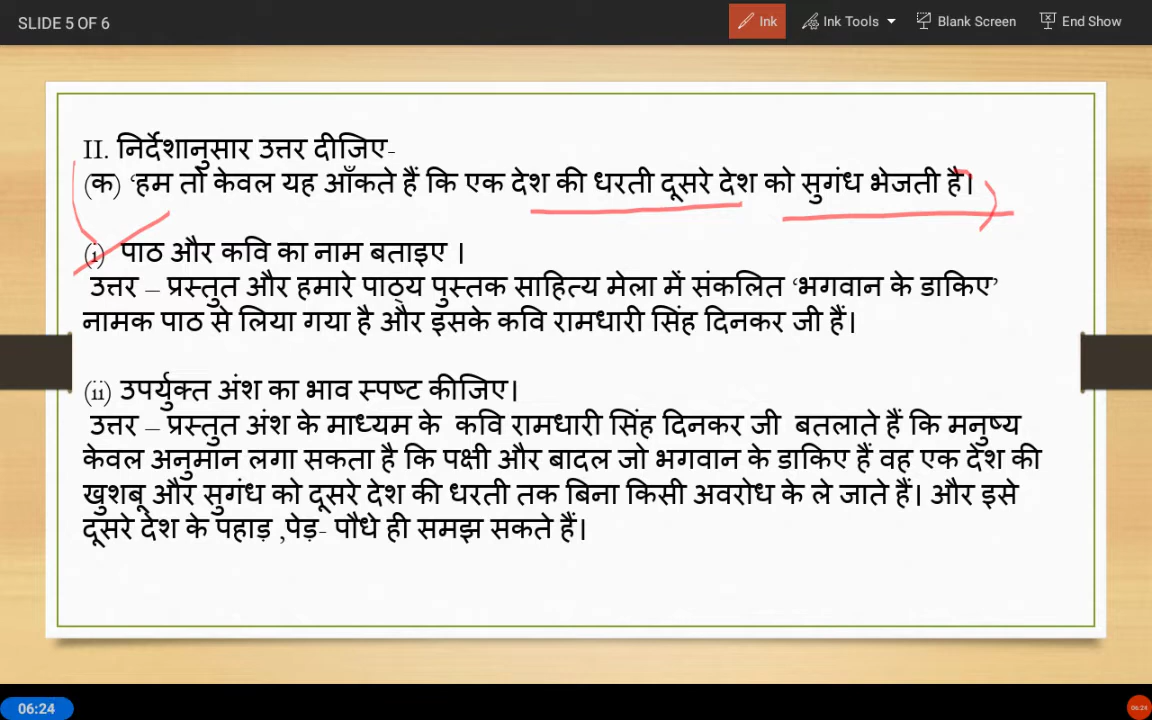 SLIDE 5 OF 6 Ink Ink Tools Blank Screen End Show
II. निर्देशानुसार उत्तर दीजिए-
(क) ‘हम तो केवल यह आँकते हैं कि एक देश की धरती दूसरे देश को सुगंध भेजती है।
(i) पाठ और कवि का नाम बताइए ।
उत्तर – प्रस्तुत और हमारे पाठ्य पुस्तक साहित्य मेला में संकलित ‘भगवान के डाकिए’
नामक पाठ से लिया गया है और इसके कवि रामधारी सिंह दिनकर जी हैं।
(ii) उपर्युक्त अंश का भाव स्पष्ट कीजिए।
उत्तर – प्रस्तुत अंश के माध्यम के कवि रामधारी सिंह दिनकर जी बतलाते हैं कि मनुष्य
केवल अनुमान लगा सकता है कि पक्षी और बादल जो भगवान के डाकिए हैं वह एक देश की
खुशबू और सुगंध को दूसरे देश की धरती तक बिना किसी अवरोध के ले जाते हैं। और इसे
दूसरे देश के पहाड़ ,पेड़- पौधे ही समझ सकते हैं।
06:24 06:24